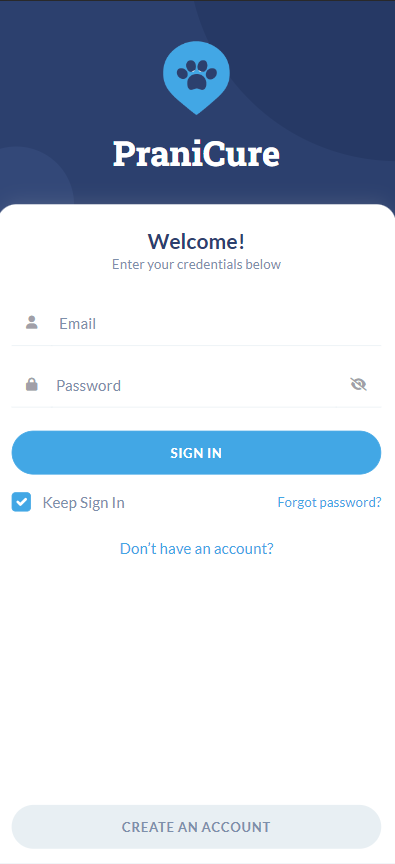 PraniCure
Welcome!
Enter your credentials below
Email
Password
SIGN IN
Keep Sign In
Forgot password?
Don't have an account?
CREATE AN ACCOUNT